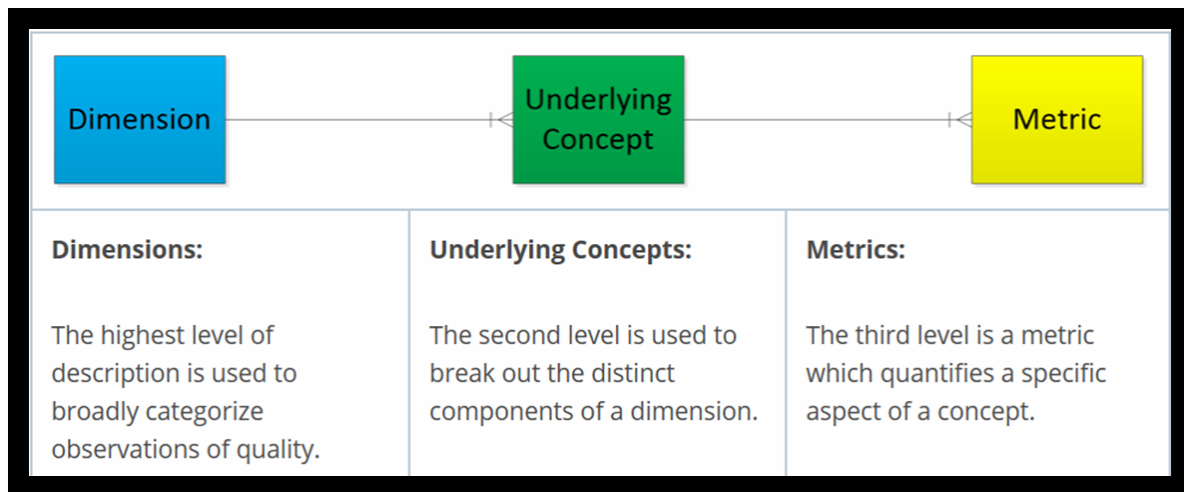 Dimension
Underlying
Concept
Metric
Dimensions:
The highest level of
description is used to
broadly categorize
observations of quality.
Underlying Concepts:
The second level is used to
break out the distinct
components of a dimension.
Metrics:
The third level is a metric
which quantifies a specific
aspect of a concept.